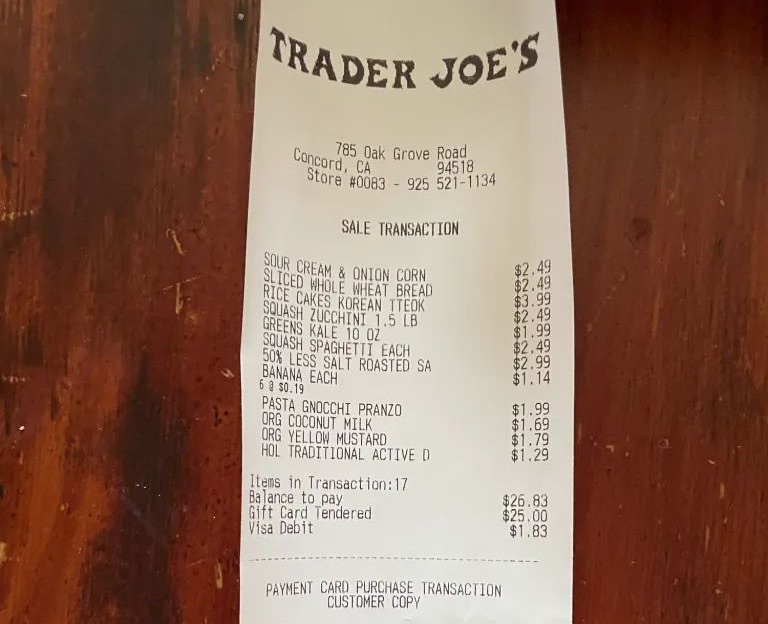 TRADER JOE'S
785 Oak Grove Road
Concord, CA 94518
Store #0083 - 925 521-1134
SALE TRANSACTION
SOUR CREAM & ONION CORN $2.49
SLICED WHOLE WHEAT BREAD $2.49
RICE CAKES KOREAN TTEOK $3.99
SQUASH ZUCCHINI 1.5 LB $2.49
GREENS KALE 10 OZ $1.99
SQUASH SPAGHETTI EACH $2.49
50% LESS SALT ROASTED SA $2.99
BANANA EACH $1.14
6 @ $0.19
PASTA GNOCCHI PRANZO $1.99
ORG COCONUT MILK $1.69
ORG YELLOW MUSTARD $1.79
HOL TRADITIONAL ACTIVE D $1.29
Items in Transaction:17
Balance to pay $26.83
Gift Card Tendered $25.00
Visa Debit $1.83
PAYMENT CARD PURCHASE TRANSACTION
CUSTOMER COPY